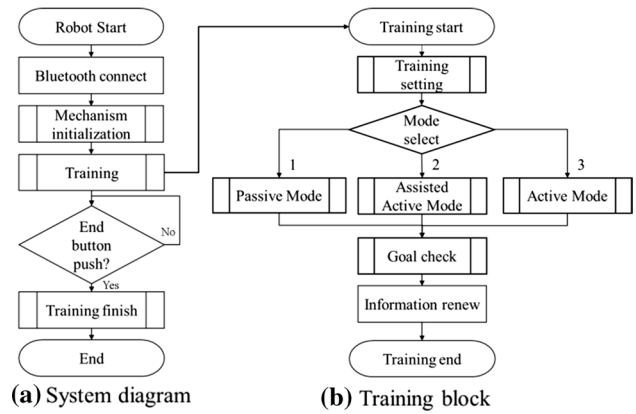 Robot Start
Bluetooth connect
Mechanism
initialization
Training
End
button
push?
No
Yes
Training finish
End
(a) System diagram
Training start
Training
setting
Mode
select
1
2
3
Passive Mode
Assisted
Active Mode
Active Mode
Goal check
Information renew
Training end
(b) Training block